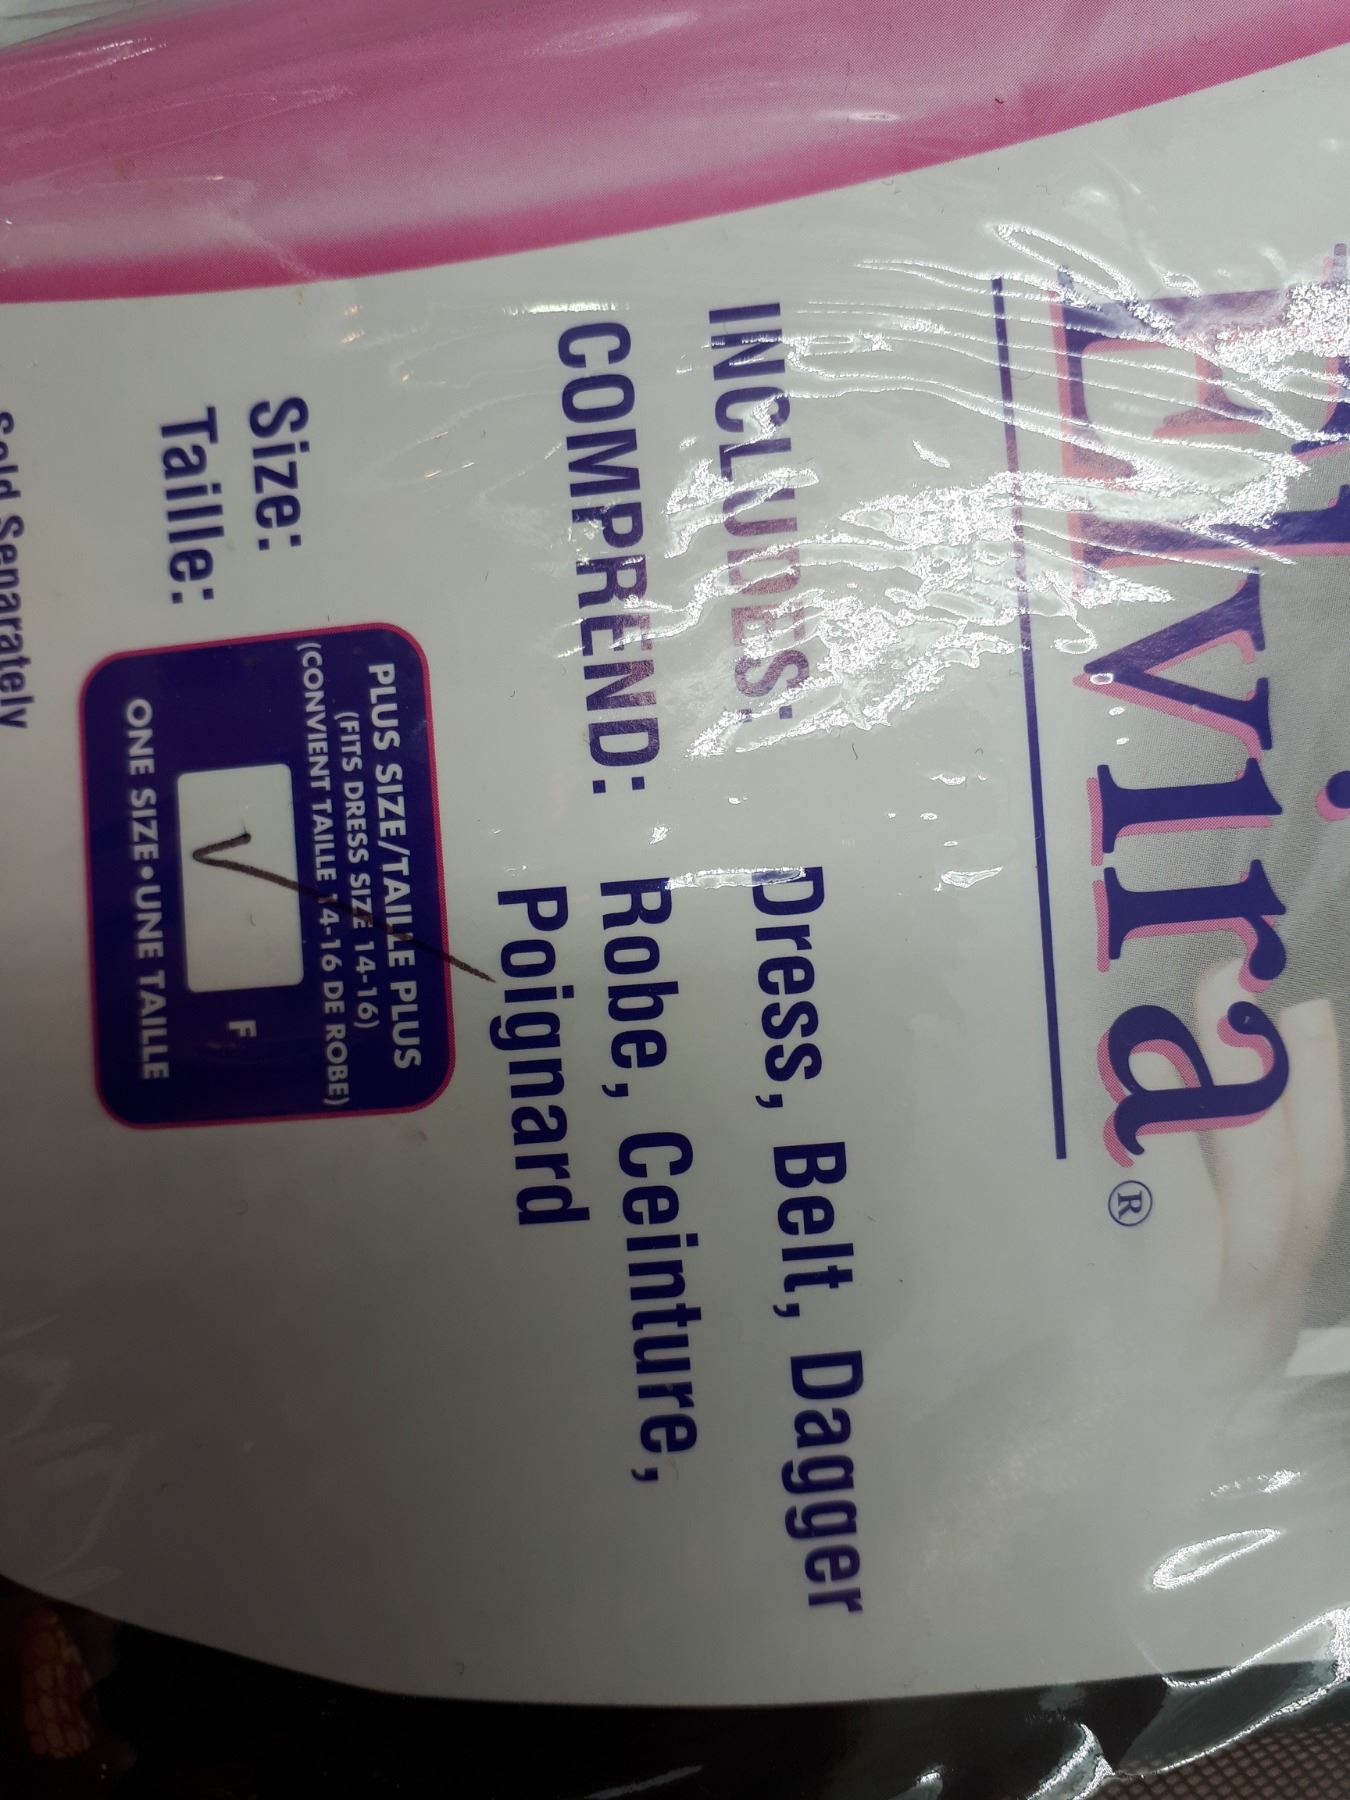 Elvira®
INCLUDES: Dress, Belt, Dagger
COMPREND: Robe, Ceinture,
Poignard
Size:
Taille:
PLUS SIZE/TAILLE PLUS
(FITS DRESS SIZE 14-16)
(CONVIENT TAILLE 14-16 DE ROBE)
F
ONE SIZE•UNE TAILLE
Sold Separately